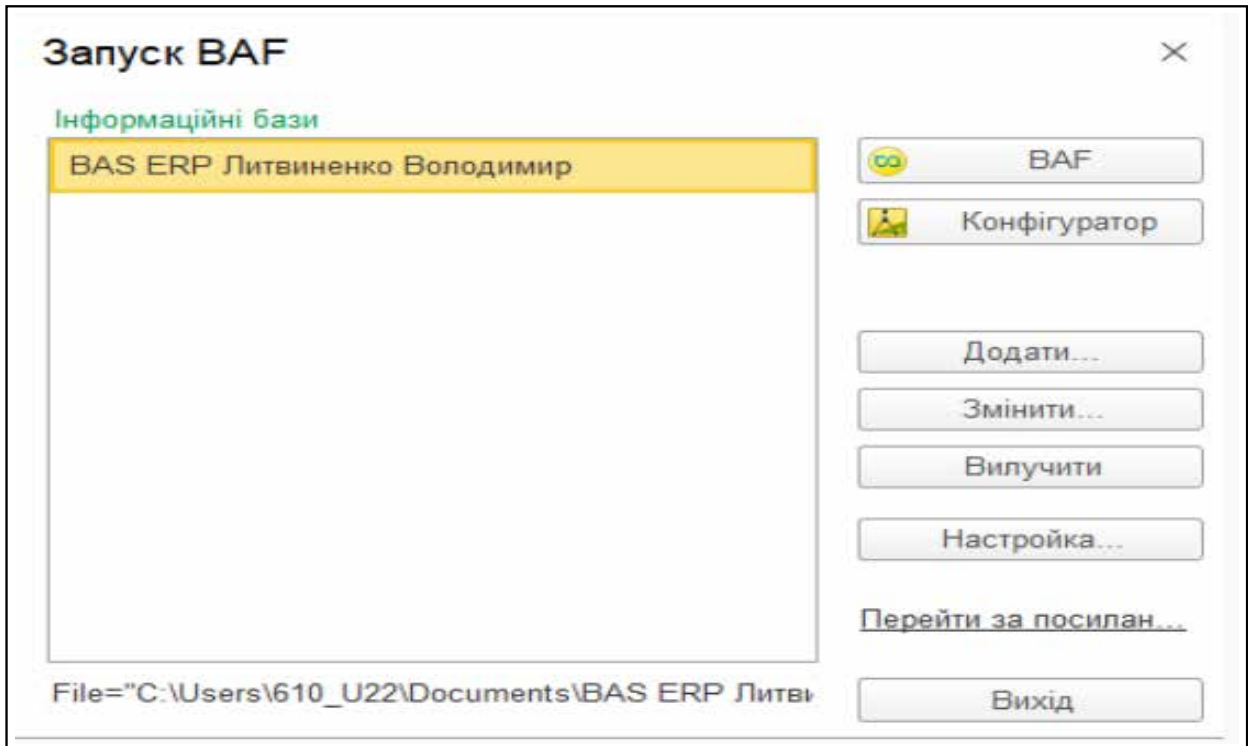 Запуск BAF
Інформаційні бази
BAS ERP Литвиненко Володимир
BAF
Конфігуратор
Додати...
Змінити...
Вилучити
Настройка...
Перейти за посилан...
File="C:\Users\610_U22\Documents\BAS ERP Литви
Вихід